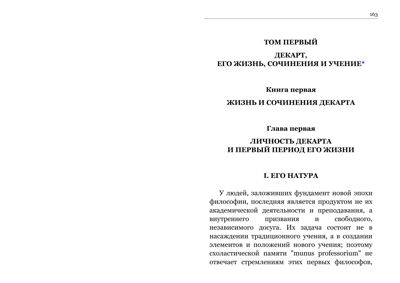 163
ТОМ ПЕРВЫЙ
ДЕКАРТ,
ЕГО ЖИЗНЬ, СОЧИНЕНИЯ И УЧЕНИЕ*
Книга первая
ЖИЗНЬ И СОЧИНЕНИЯ ДЕКАРТА
Глава первая
ЛИЧНОСТЬ ДЕКАРТА
И ПЕРВЫЙ ПЕРИОД ЕГО ЖИЗНИ
I. ЕГО НАТУРА
У людей, заложивших фундамент новой эпохи
философии, последняя является продуктом не их
академической деятельности и преподавания, а
внутреннего призвания и свободного,
независимого досуга. Их задача состоит не в
насаждении традиционного учения, а в создании
элементов и положений нового учения; поэтому
схоластической памяти "munus professorium" не
отвечает стремлениям этих первых философов,